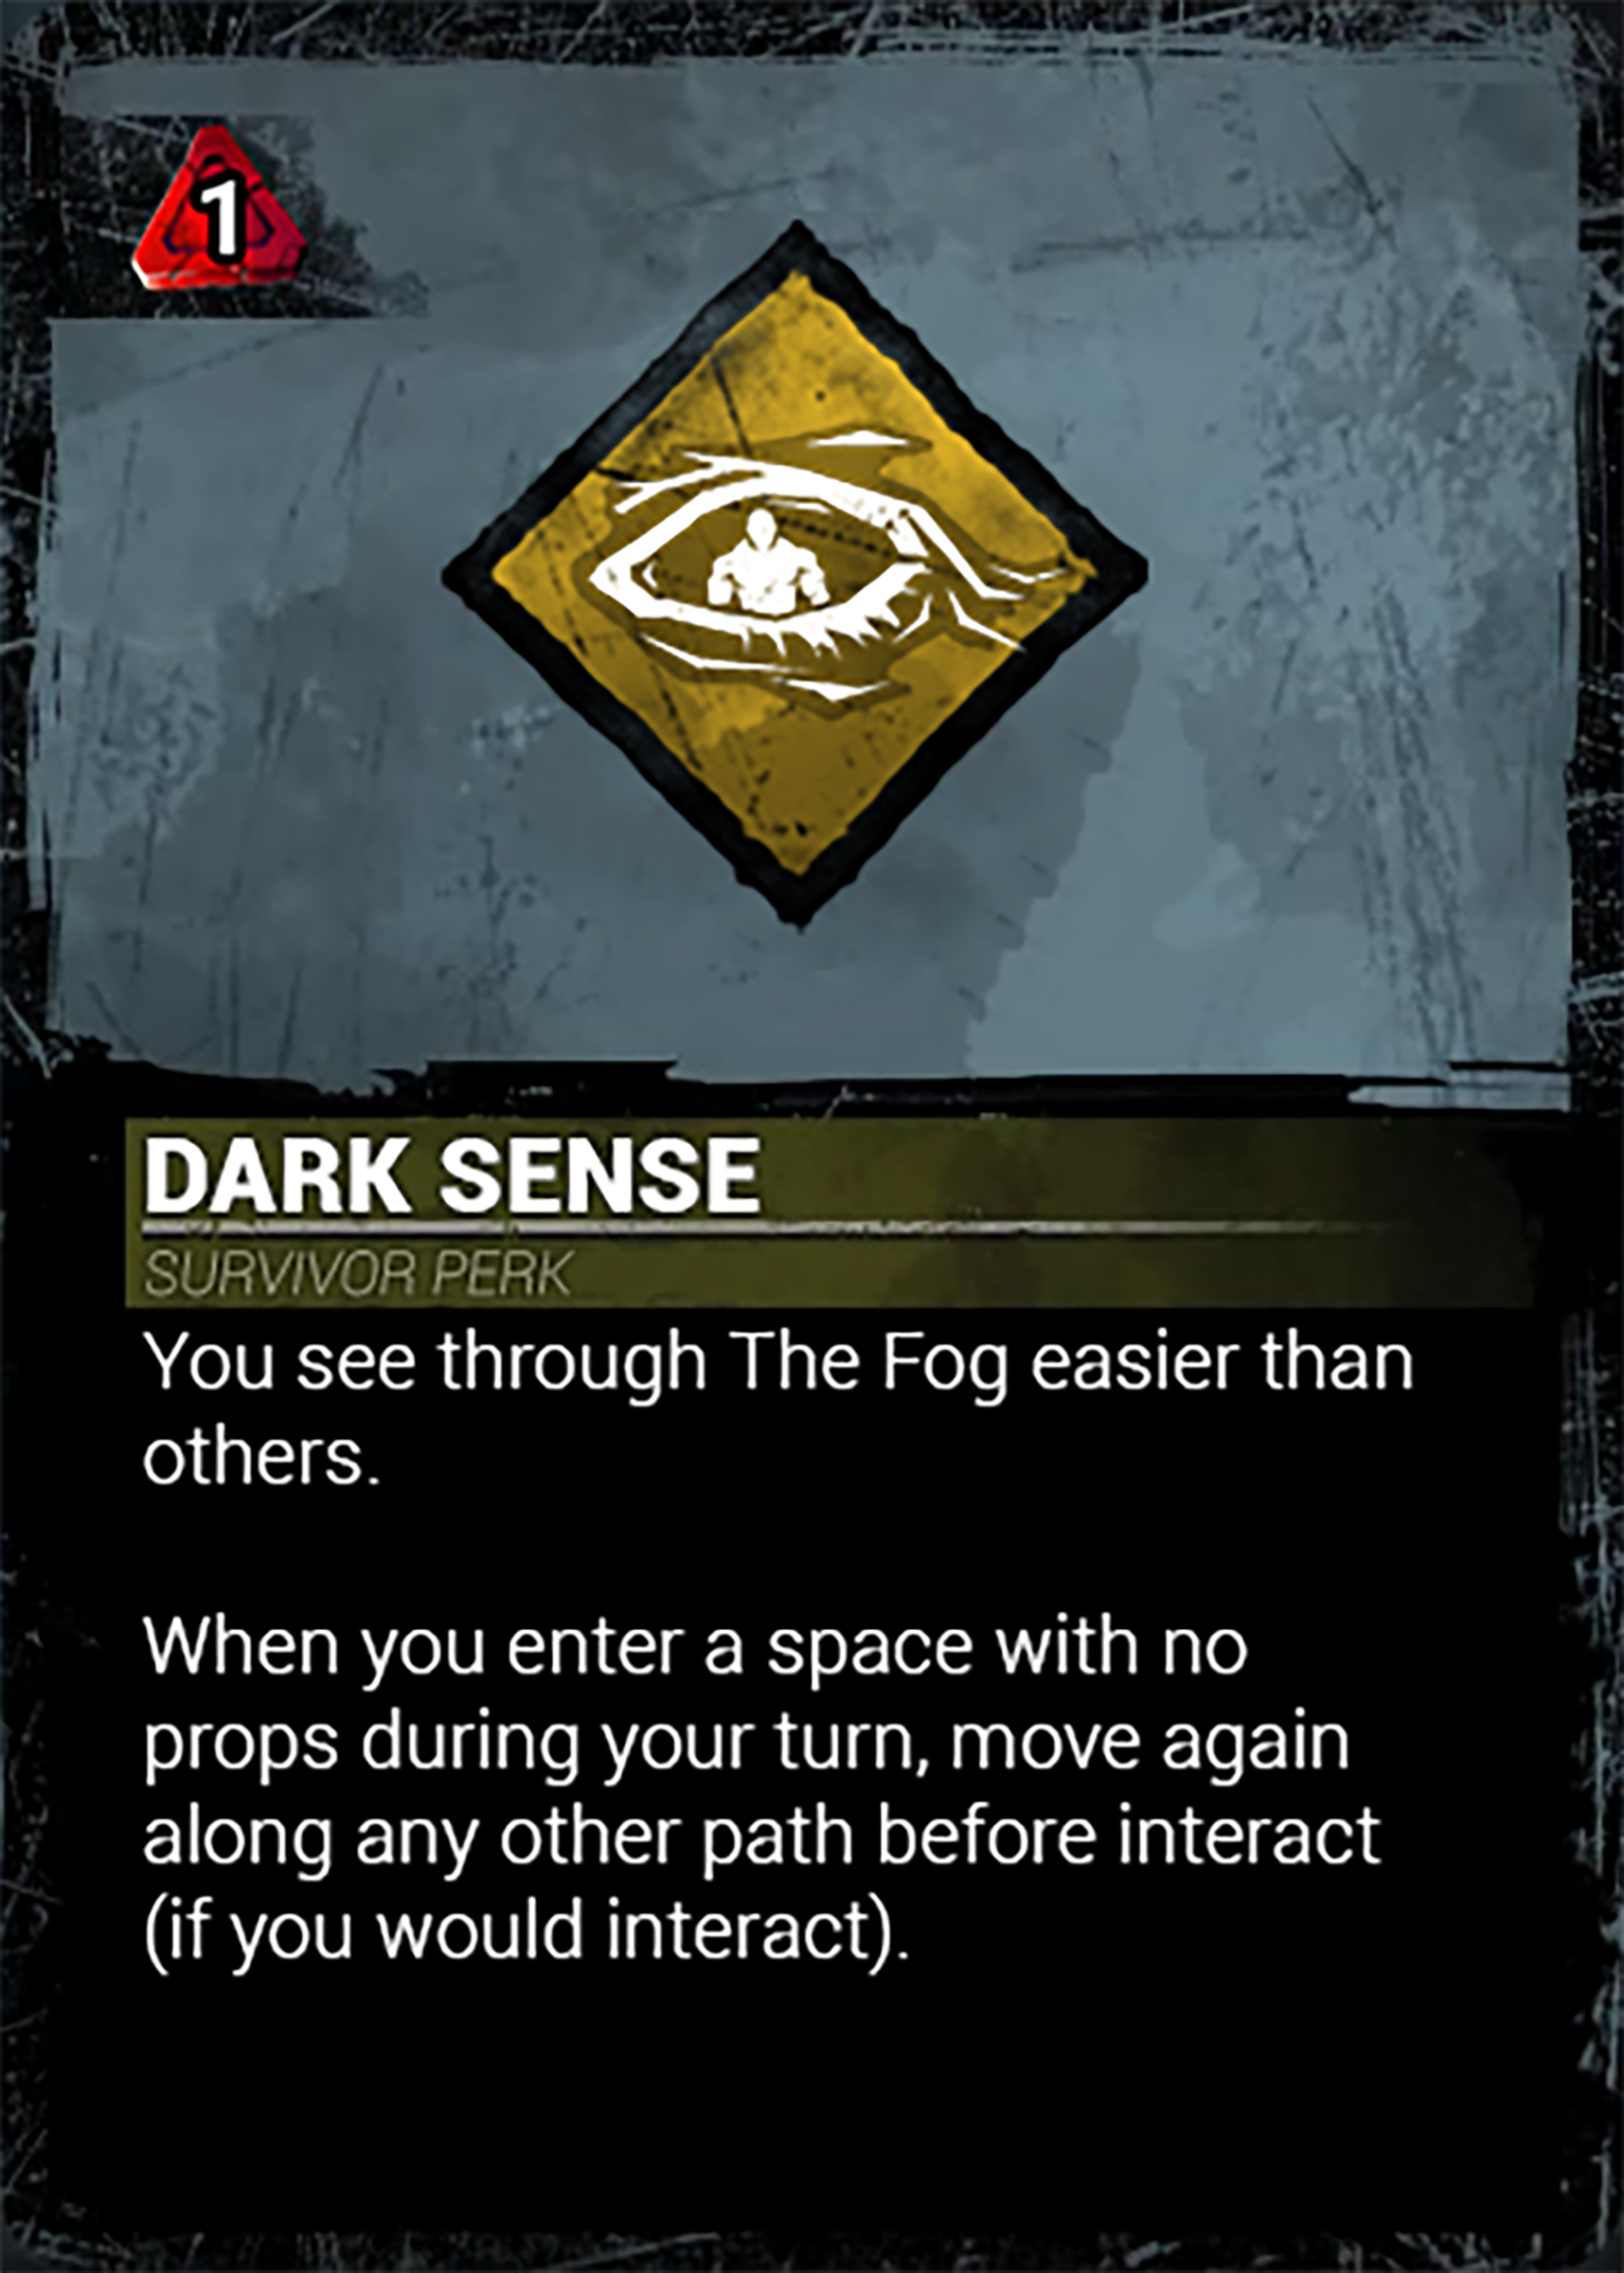 1
DARK SENSE
SURVIVOR PERK
You see through The Fog easier than
others.
When you enter a space with no
props during your turn, move again
along any other path before interact
(if you would interact).